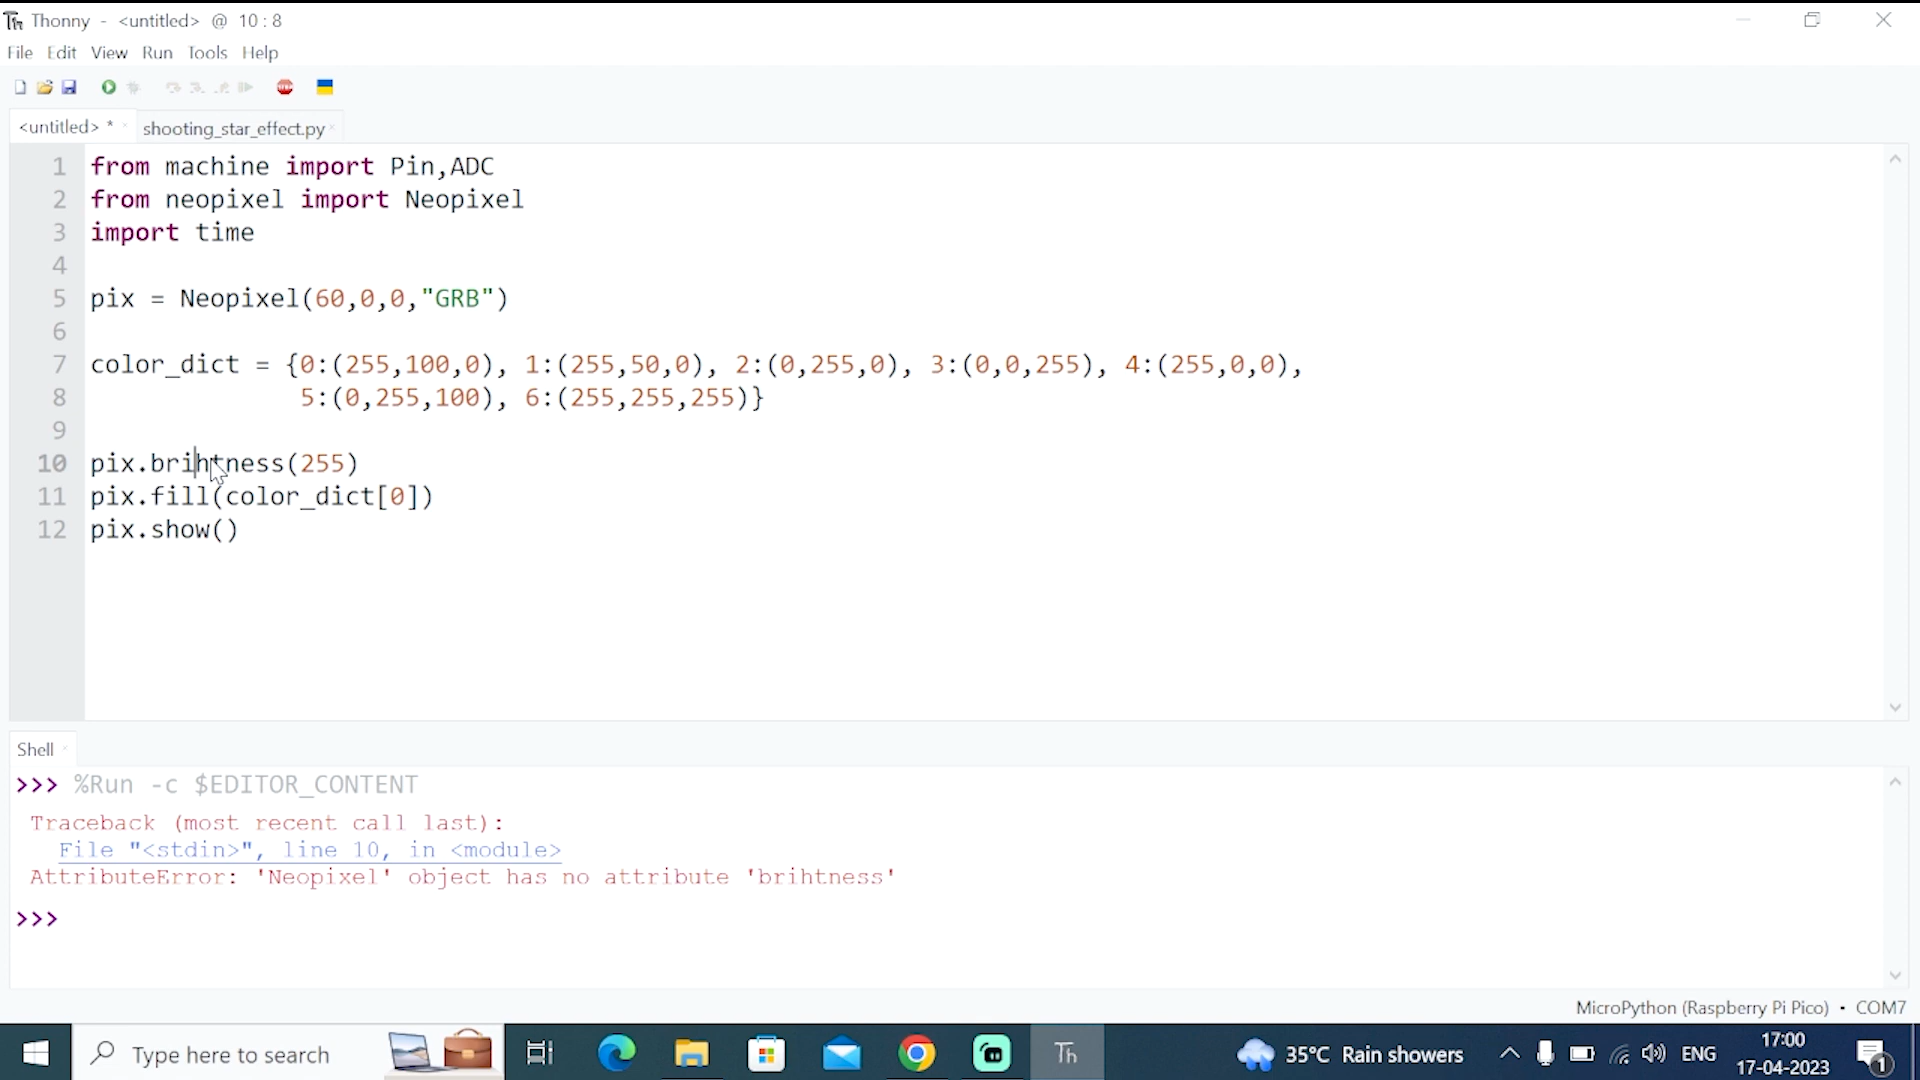 Thonny - <untitled> @ 10 : 8
File Edit View Run Tools Help
<untitled> * × shooting_star_effect.py ×
1 from machine import Pin,ADC
2 from neopixel import Neopixel
3 import time
4
5 pix = Neopixel(60,0,0,"GRB")
6
7 color_dict = {0:(255,100,0), 1:(255,50,0), 2:(0,255,0), 3:(0,0,255), 4:(255,0,0),
8 5:(0,255,100), 6:(255,255,255)}
9
10 pix.brihtness(255)
11 pix.fill(color_dict[0])
12 pix.show()
Shell ×
>>> %Run -c $EDITOR_CONTENT
Traceback (most recent call last):
File "<stdin>", line 10, in <module>
AttributeError: 'Neopixel' object has no attribute 'brihtness'
>>>
MicroPython (Raspberry Pi Pico) • COM7
Type here to search Th 35°C Rain showers ENG 17:00
17-04-2023 1